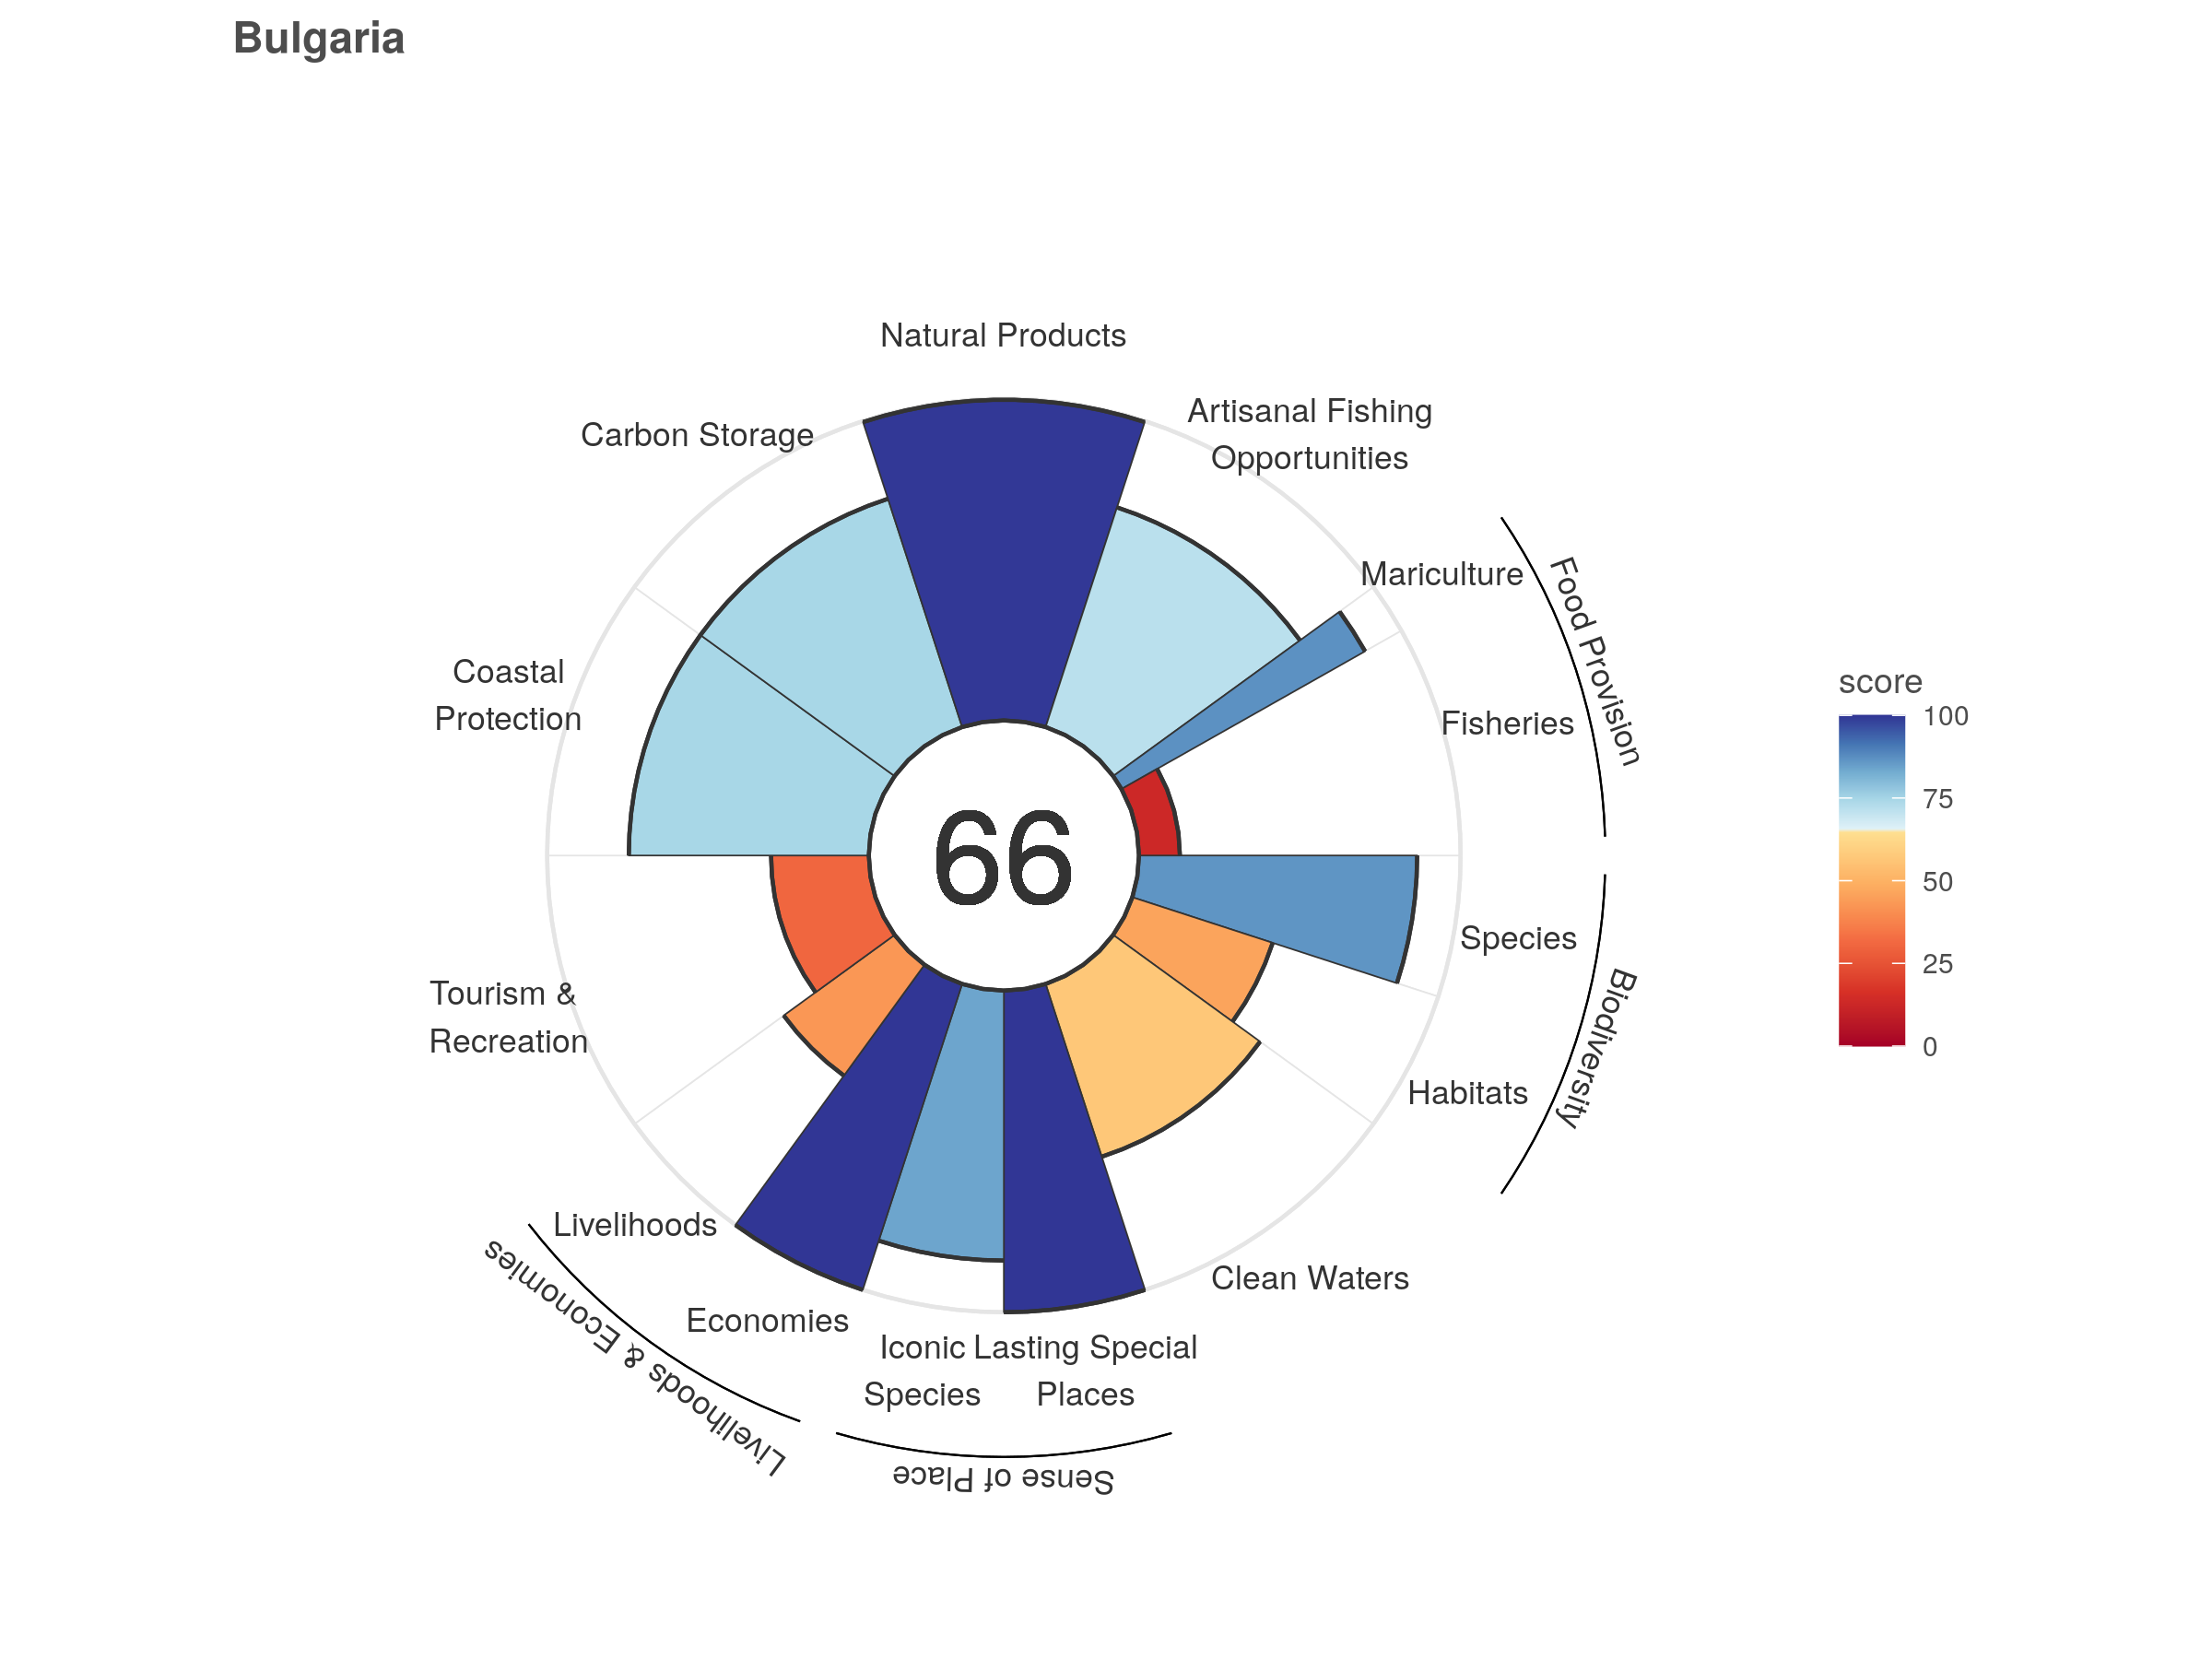 Bulgaria
Natural Products
Artisanal Fishing
Opportunities
Carbon Storage
Mariculture
Food Provision
Coastal
Protection
Fisheries
score
100
75
50
25
0
66
Species
Biodiversity
Tourism &
Recreation
Habitats
Livelihoods
Clean Waters
Economies
Livelihoods & Economies
Iconic
Species
Lasting Special
Places
Sense of Place